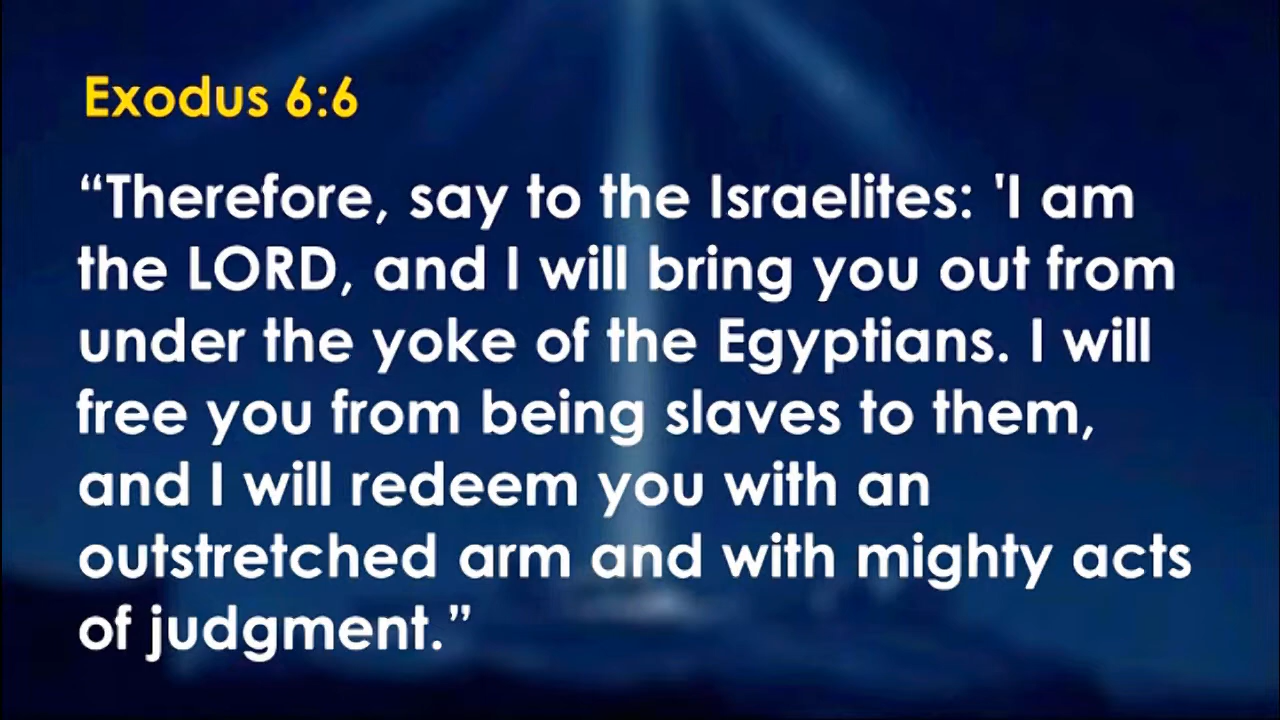 Exodus 6:6
“Therefore, say to the Israelites: 'I am
the LORD, and I will bring you out from
under the yoke of the Egyptians. I will
free you from being slaves to them,
and I will redeem you with an
outstretched arm and with mighty acts
of judgment.”